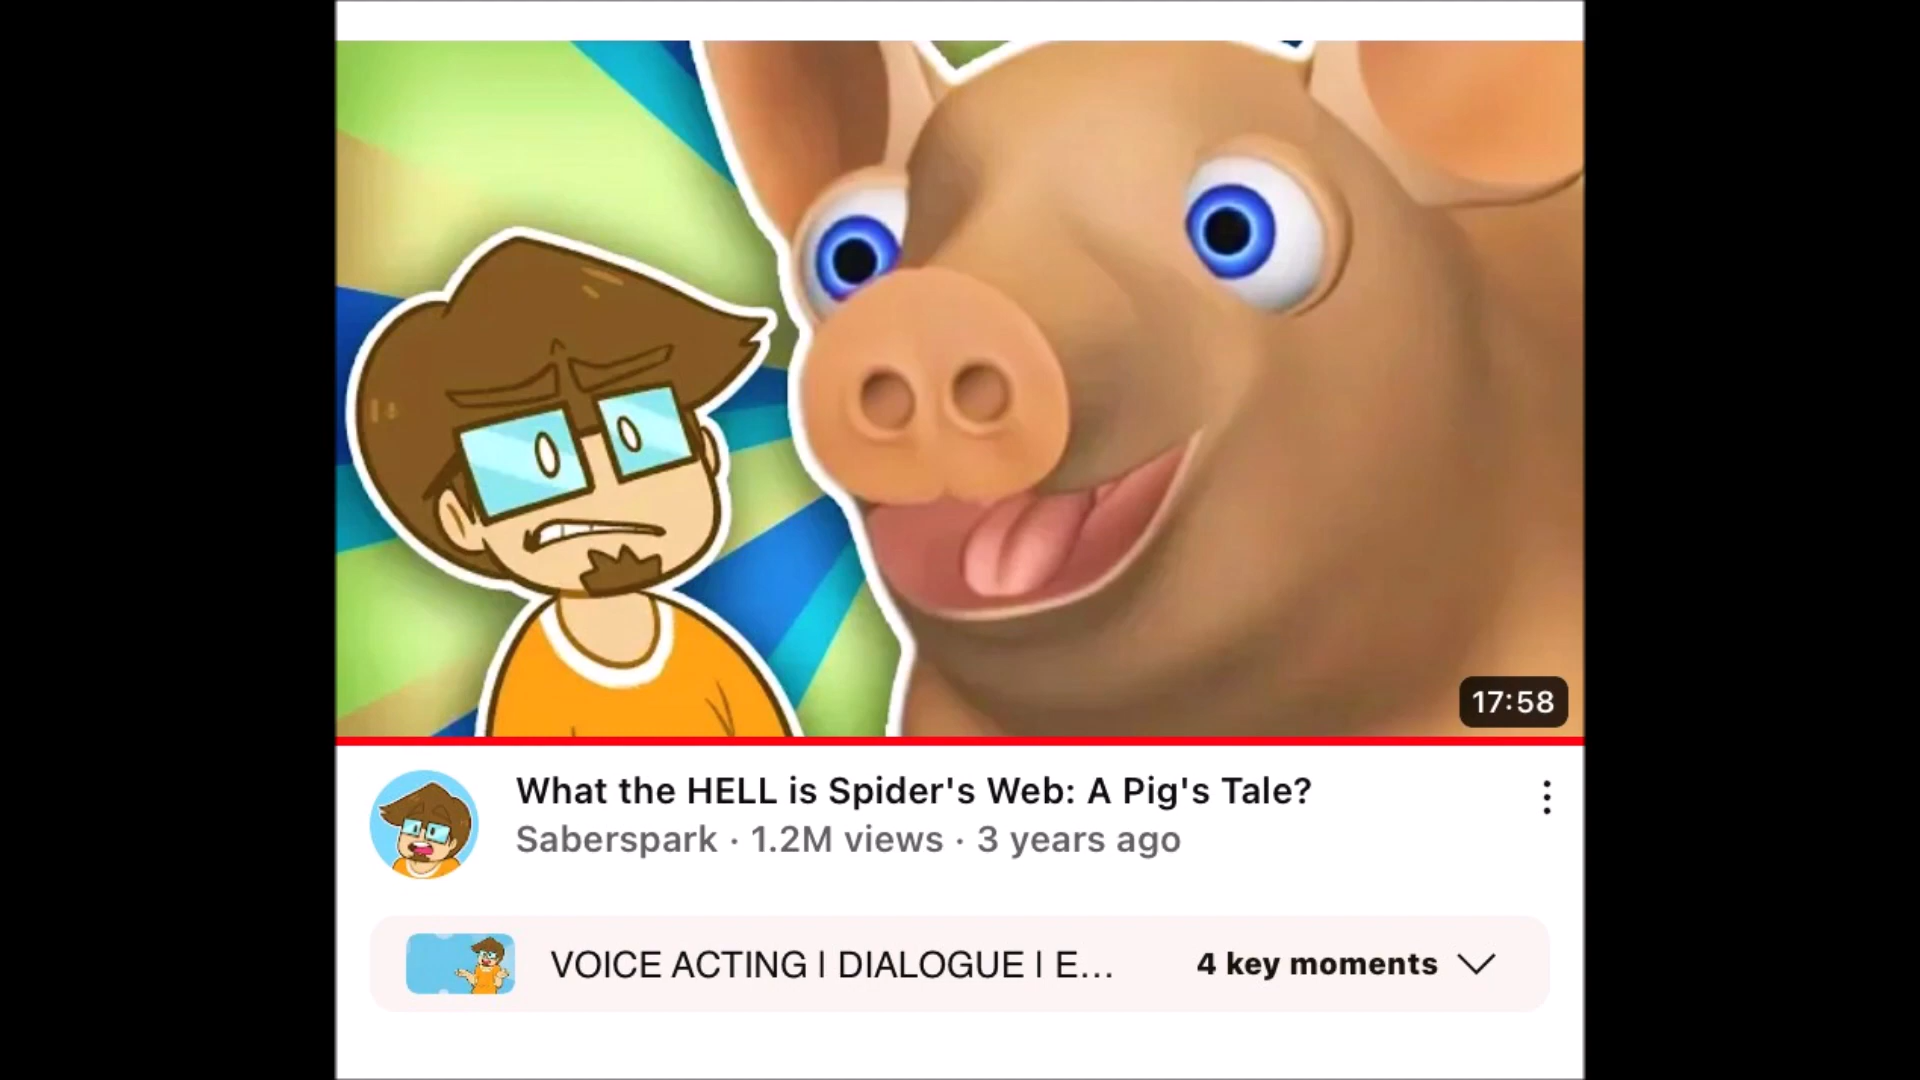 17:58
What the HELL is Spider's Web: A Pig's Tale?
Saberspark · 1.2M views · 3 years ago
VOICE ACTING | DIALOGUE | E... 4 key moments